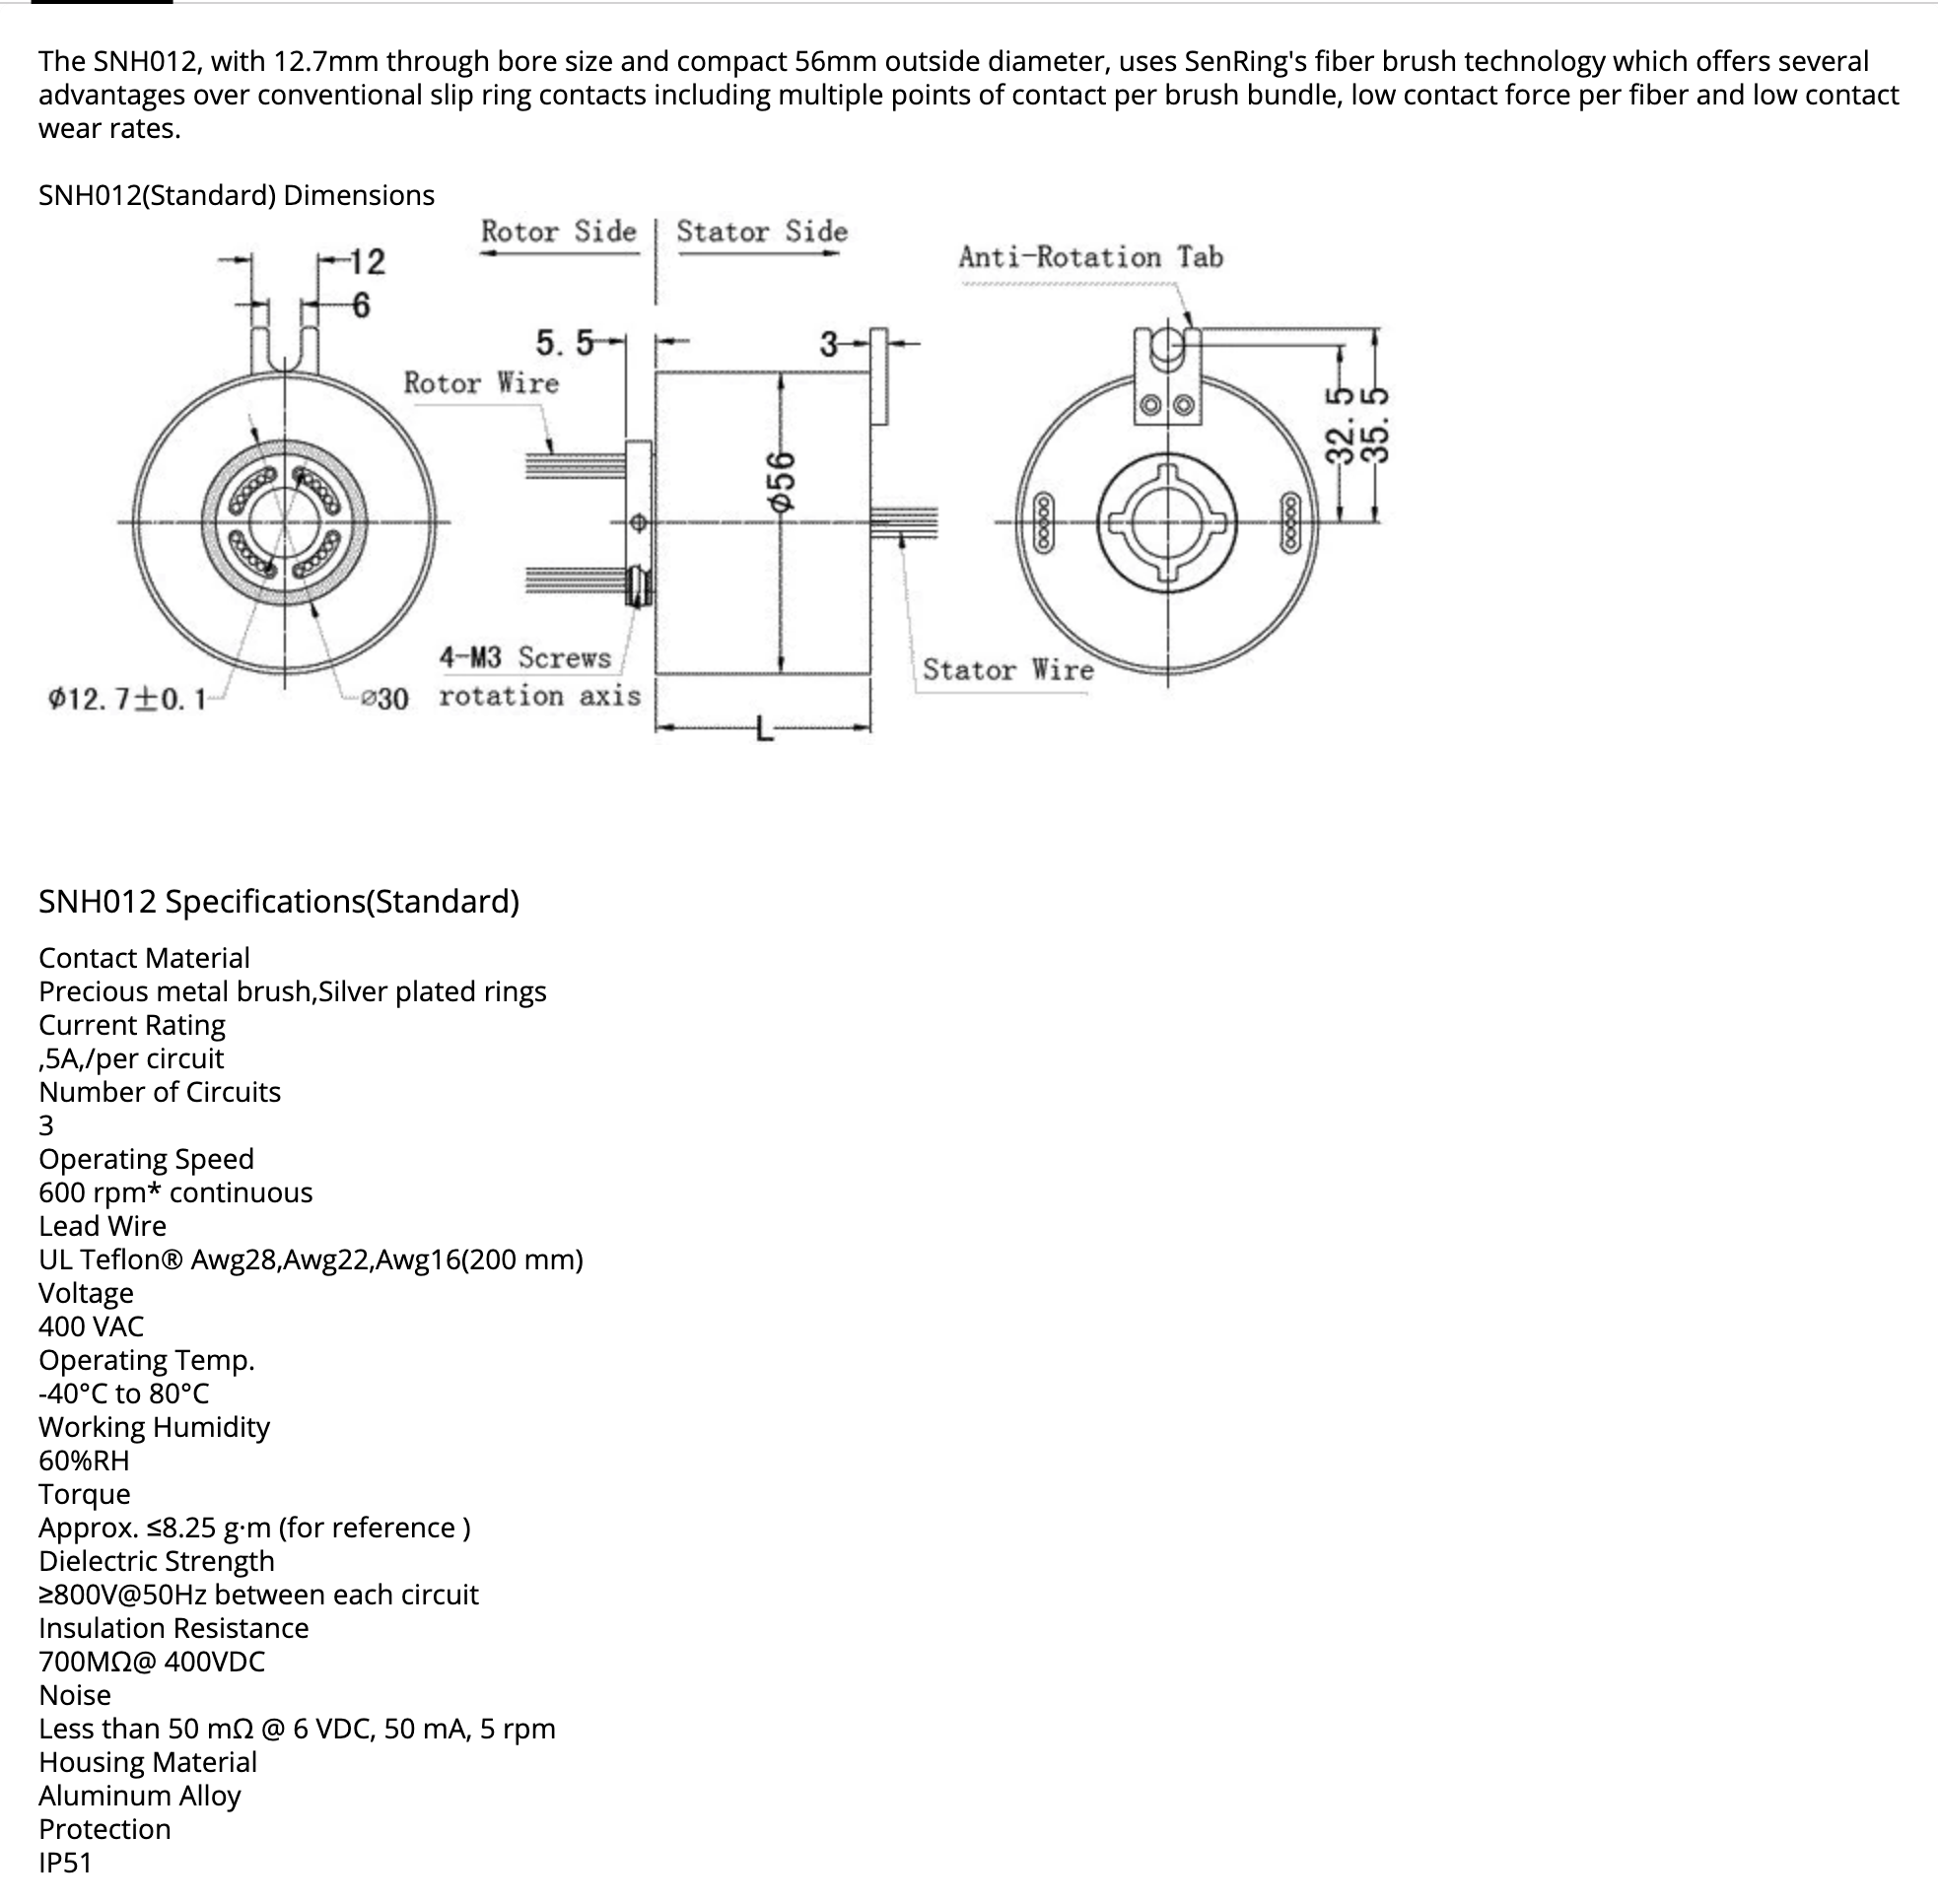 The SNH012, with 12.7mm through bore size and compact 56mm outside diameter, uses SenRing's fiber brush technology which offers several
advantages over conventional slip ring contacts including multiple points of contact per brush bundle, low contact force per fiber and low contact
wear rates.
SNH012(Standard) Dimensions
Rotor Side
Stator Side
Anti-Rotation Tab
12
6
5.5
3
Rotor Wire
32.5
35.5
ϕ56
4-M3 Screws
rotation axis
Stator Wire
ϕ12.7±0.1
⌀30
L
SNH012 Specifications(Standard)
Contact Material
Precious metal brush,Silver plated rings
Current Rating
,5A,/per circuit
Number of Circuits
3
Operating Speed
600 rpm* continuous
Lead Wire
UL Teflon® Awg28,Awg22,Awg16(200 mm)
Voltage
400 VAC
Operating Temp.
-40°C to 80°C
Working Humidity
60%RH
Torque
Approx. ≤8.25 g·m (for reference )
Dielectric Strength
≥800V@50Hz between each circuit
Insulation Resistance
700MΩ@ 400VDC
Noise
Less than 50 mΩ @ 6 VDC, 50 mA, 5 rpm
Housing Material
Aluminum Alloy
Protection
IP51